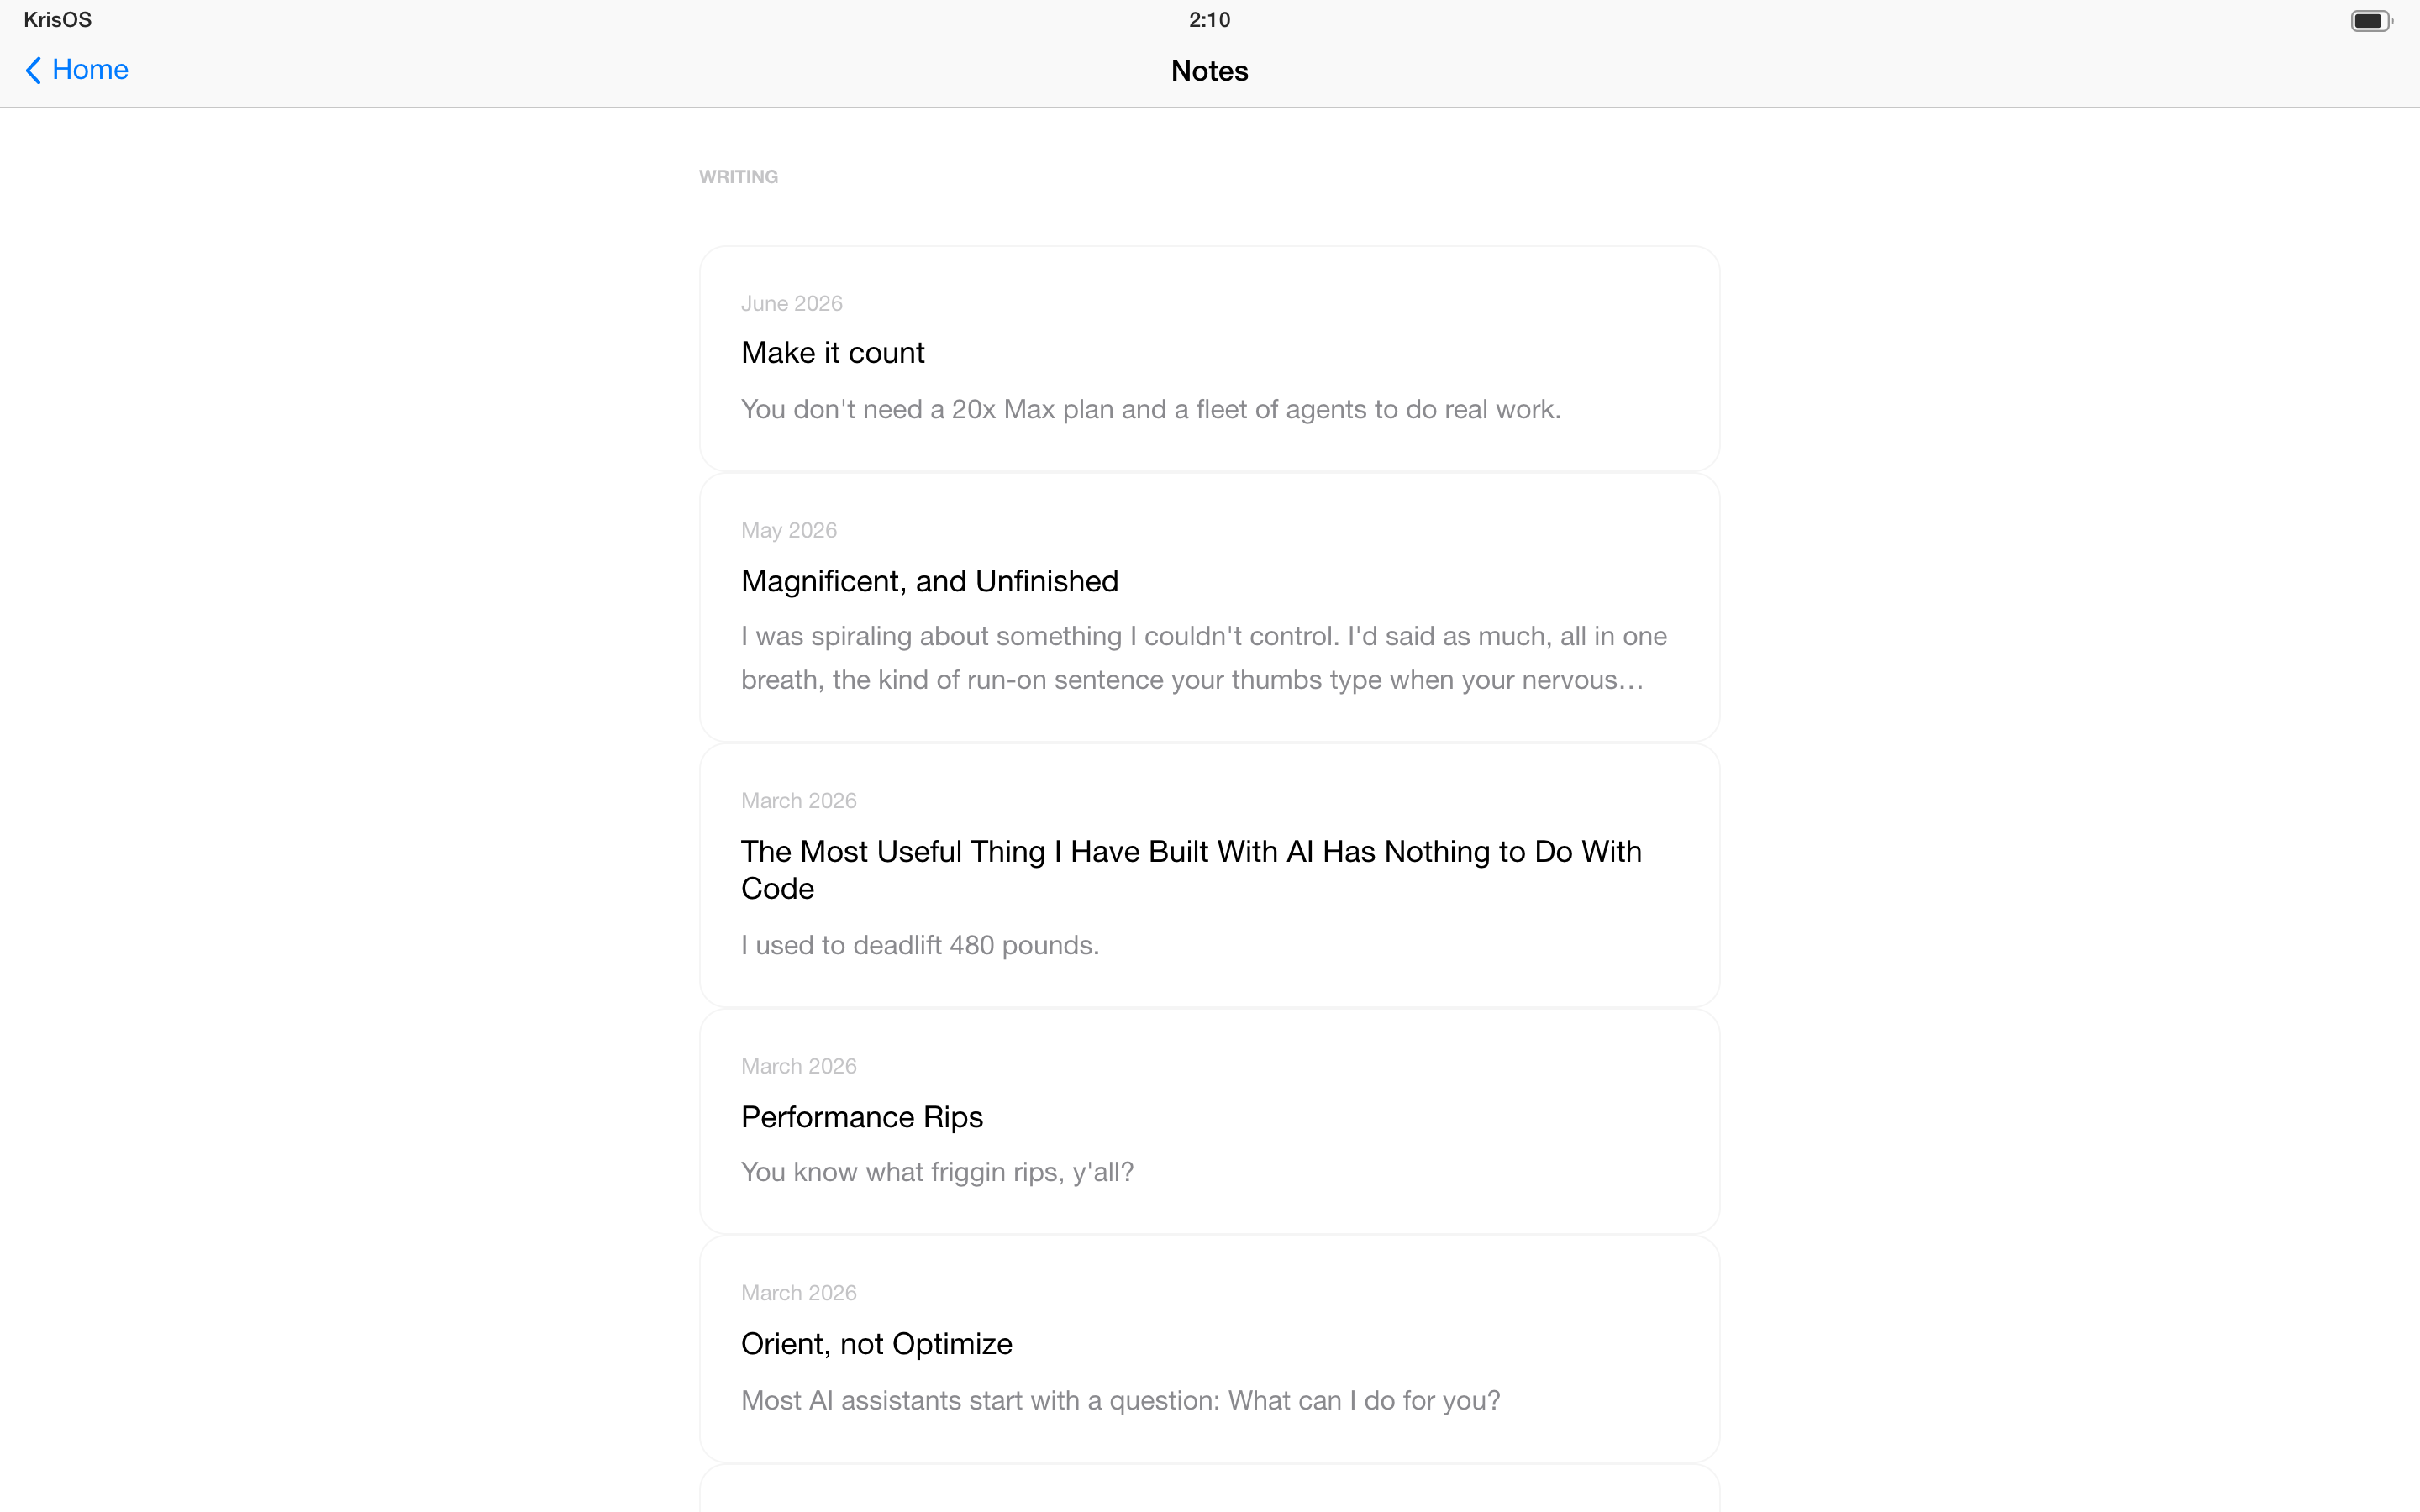 KrisOS
2:10
Home
Notes
WRITING
June 2026
Make it count
You don't need a 20x Max plan and a fleet of agents to do real work.
May 2026
Magnificent, and Unfinished
I was spiraling about something I couldn't control. I'd said as much, all in one
breath, the kind of run-on sentence your thumbs type when your nervous…
March 2026
The Most Useful Thing I Have Built With AI Has Nothing to Do With
Code
I used to deadlift 480 pounds.
March 2026
Performance Rips
You know what friggin rips, y'all?
March 2026
Orient, not Optimize
Most AI assistants start with a question: What can I do for you?